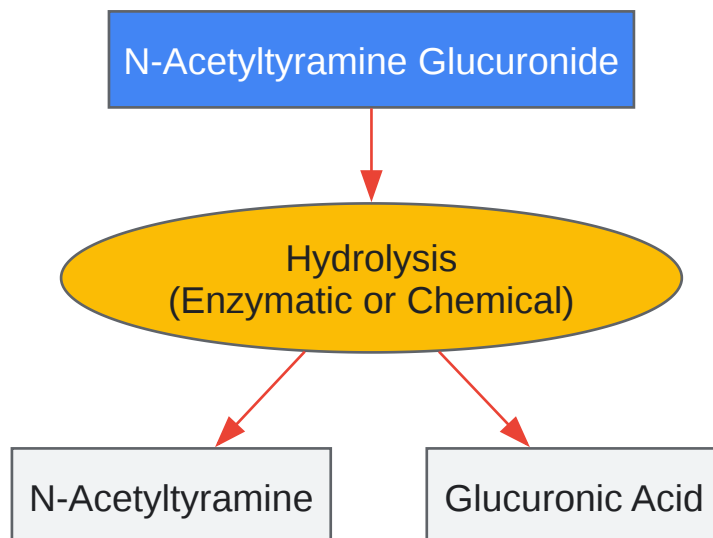 N-Acetyltyramine Glucuronide
Hydrolysis
(Enzymatic or Chemical)
N-Acetyltyramine
Glucuronic Acid